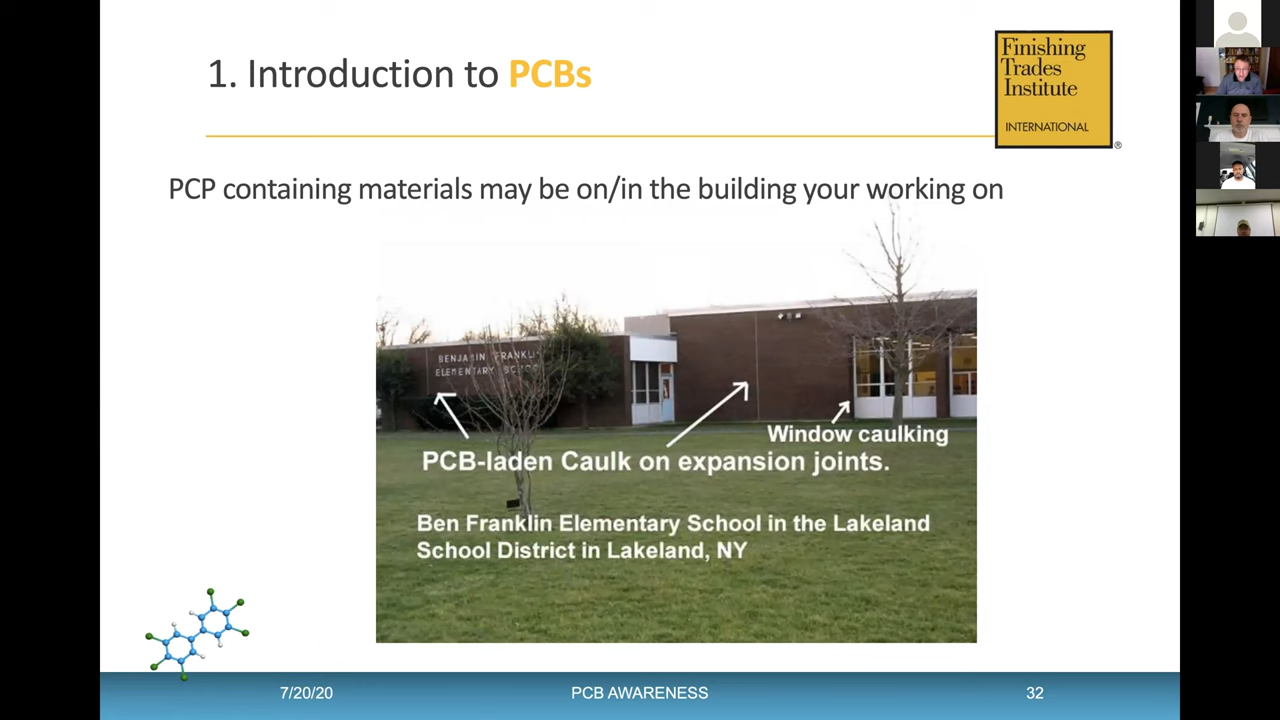 1. Introduction to PCBs
Finishing
Trades
Institute
INTERNATIONAL
®
PCP containing materials may be on/in the building your working on
BENJAMIN FRANKLIN
ELEMENTARY SCHOOL
Window caulking
PCB-laden Caulk on expansion joints.
Ben Franklin Elementary School in the Lakeland
School District in Lakeland, NY
7/20/20
PCB AWARENESS
32